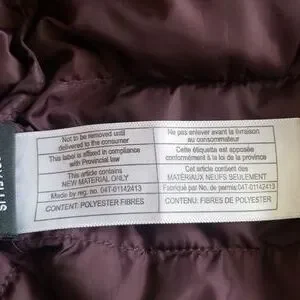 Not to be removed until
delivered to the consumer
This label is affixed in compliance
with Provincial law
This article contains
NEW MATERIAL ONLY
Made by reg. no. 04T-01142413
CONTENT: POLYESTER FIBRES
Ne pas enlever avant la livraison
au consommateur
Cette étiquette est apposée
conformément à la loi de la province
Cet article contient des
MATÉRIAUX NEUFS SEULEMENT
Fabriqué par No. de permis:04T-01142413
CONTENU: FIBRES DE POLYESTER